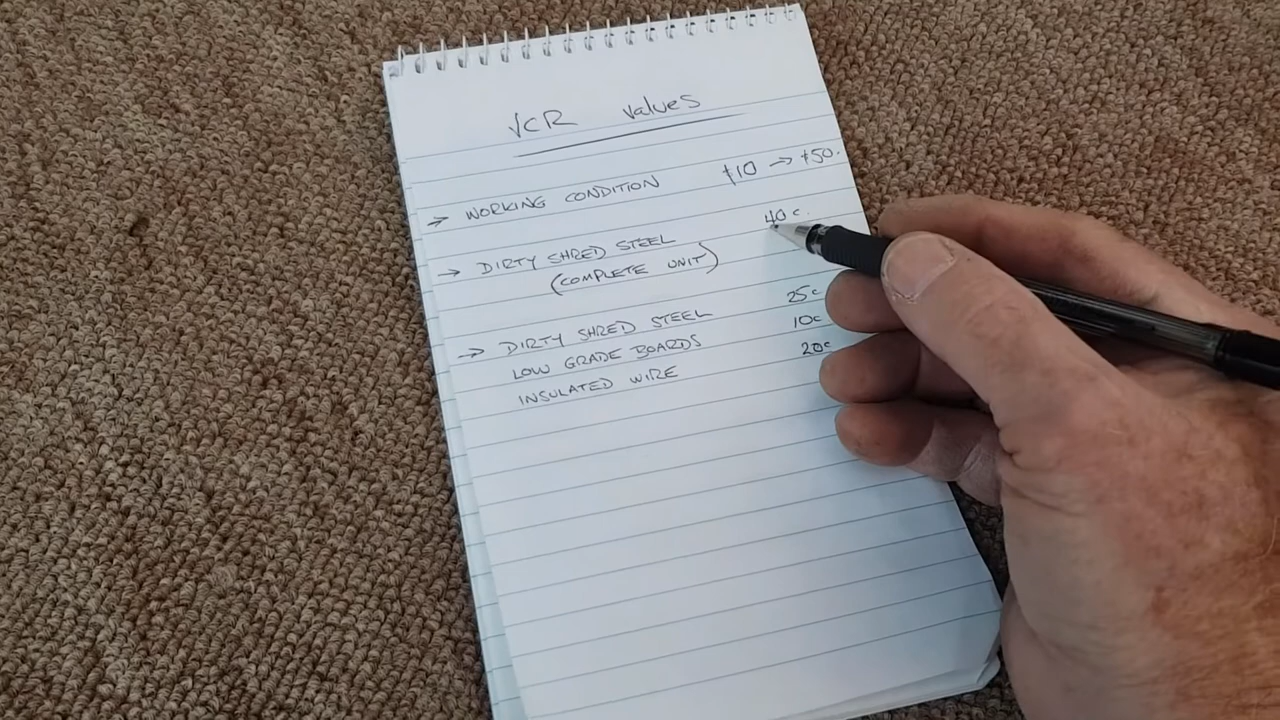 VCR values
→ WORKING CONDITION $10 → $50.
→ DIRTY SHRED STEEL 40c.
(COMPLETE UNIT)
→ DIRTY SHRED STEEL 25c
LOW GRADE BOARDS 10c
INSULATED WIRE 20c